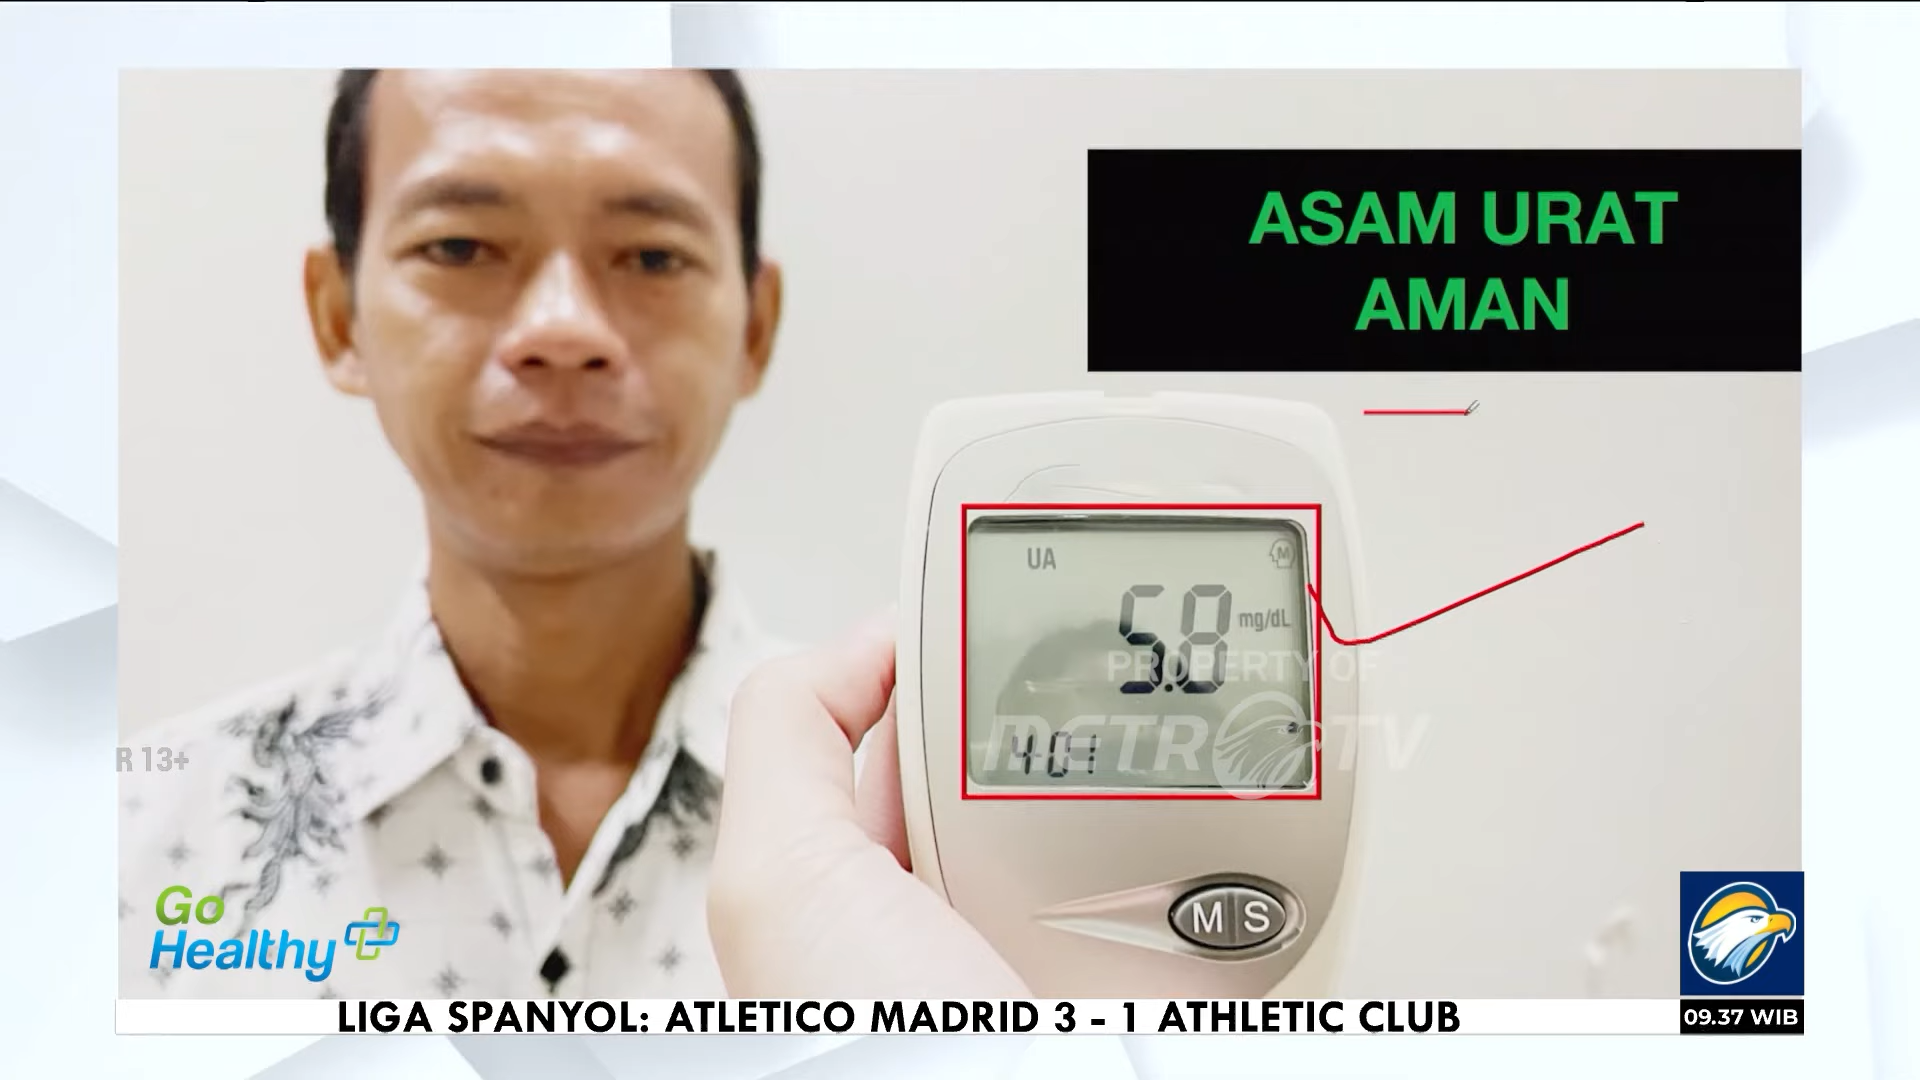 ASAM URAT
AMAN
UA
M
5.8 mg/dL
PROPERTY OF
METRO TV
401
R 13+
M S
Go
Healthy
LIGA SPANYOL: ATLETICO MADRID 3 - 1 ATHLETIC CLUB
09.37 WIB